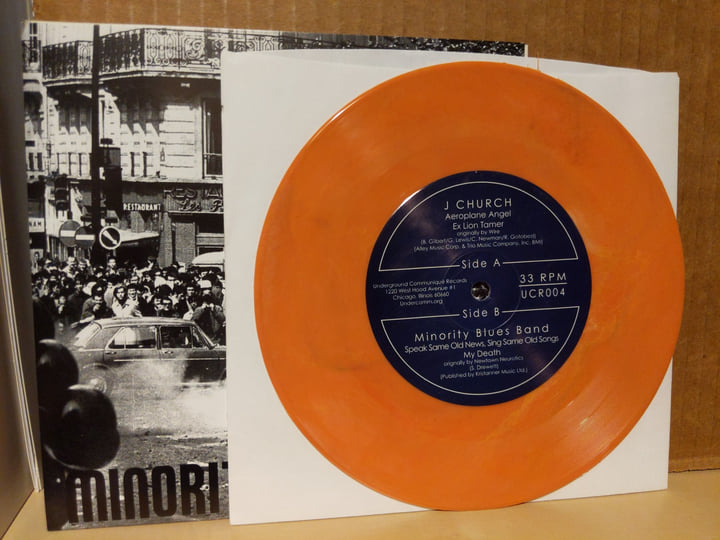 RESTAURANT
RESTA
MINORI
J CHURCH
Aeroplane Angel
Ex Lion Tamer
originally by Wire
(B. Gilbert/G. Lewis/C. Newman/R. Gotobed)
(Alley Music Corp. & Trio Music Company, Inc. BMI)
Side A
Underground Communiqué Records
1220 West Hood Avenue #1
Chicago, Illinois 60660
Undercomm.org
33 RPM
UCR004
Side B
Minority Blues Band
Speak Same Old News, Sing Same Old Songs
My Death
originally by Newtown Neurotics
(S. Drewett)
(Published by Kristanner Music Ltd.)